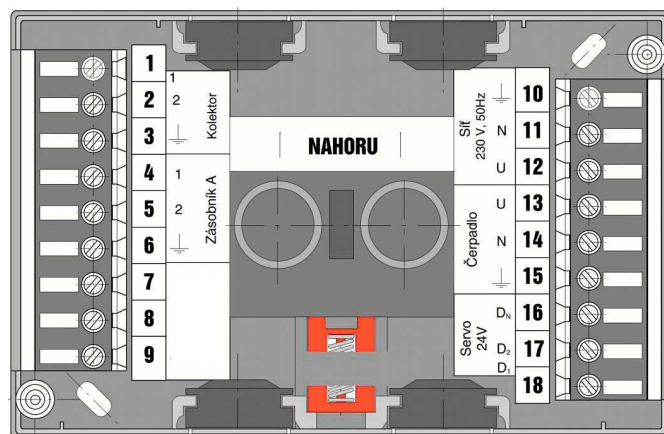 1
2
3
4
5
6
7
8
9
1
2
Kolektor
1
2
Zásobník A
NAHORU
Síť
230 V, 50Hz
N
U
Čerpadlo
U
N
Servo
24V
DN
D2
D1
10
11
12
13
14
15
16
17
18